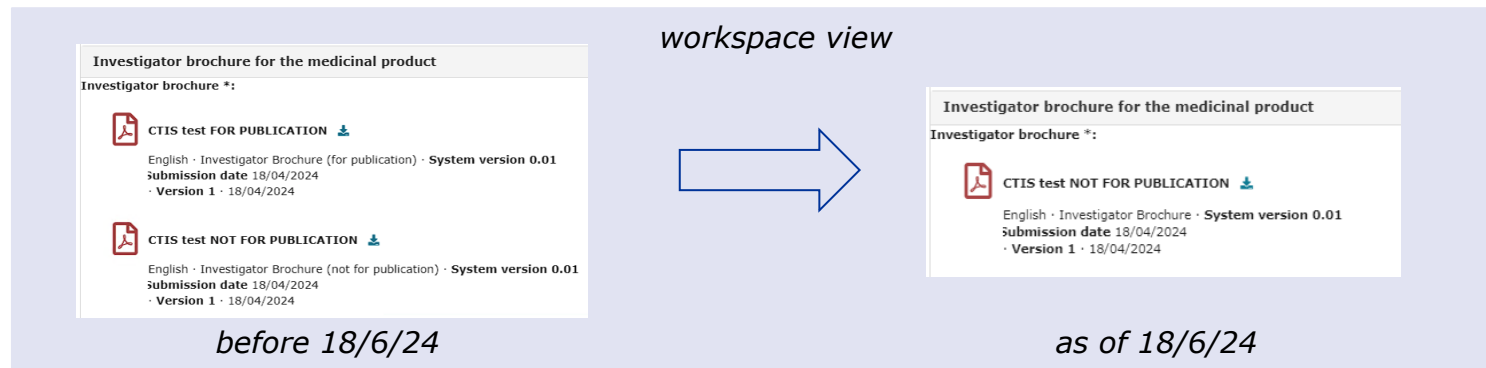 workspace view
Investigator brochure for the medicinal product
Investigator brochure *:
CTIS test FOR PUBLICATION
English · Investigator Brochure (for publication) · System version 0.01
Submission date 18/04/2024
· Version 1 · 18/04/2024
CTIS test NOT FOR PUBLICATION
English · Investigator Brochure (not for publication) · System version 0.01
Submission date 18/04/2024
· Version 1 · 18/04/2024
before 18/6/24
Investigator brochure for the medicinal product
Investigator brochure *:
CTIS test NOT FOR PUBLICATION
English · Investigator Brochure · System version 0.01
Submission date 18/04/2024
· Version 1 · 18/04/2024
as of 18/6/24